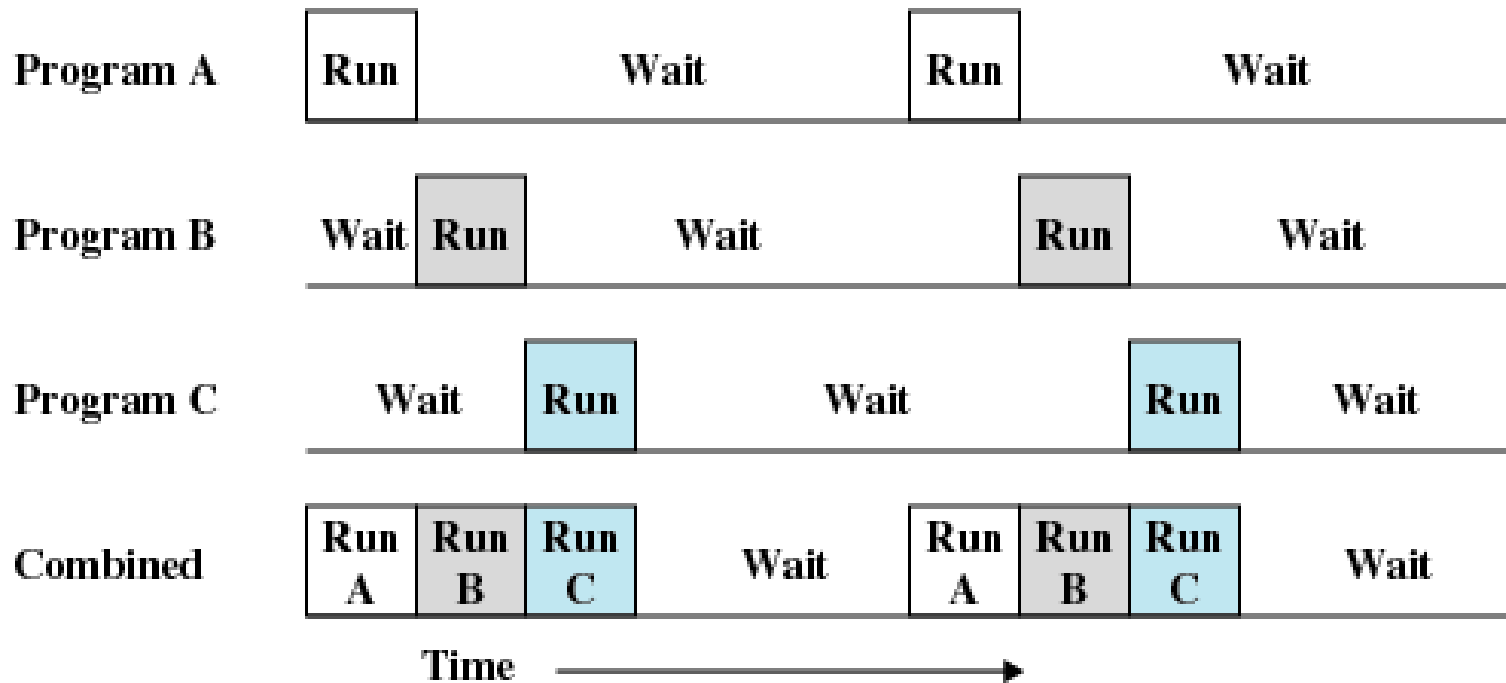 Program A Run Wait Run Wait
Program B Wait Run Wait Run Wait
Program C Wait Run Wait Run Wait
Combined Run A Run B Run C Wait Run A Run B Run C Wait
Time